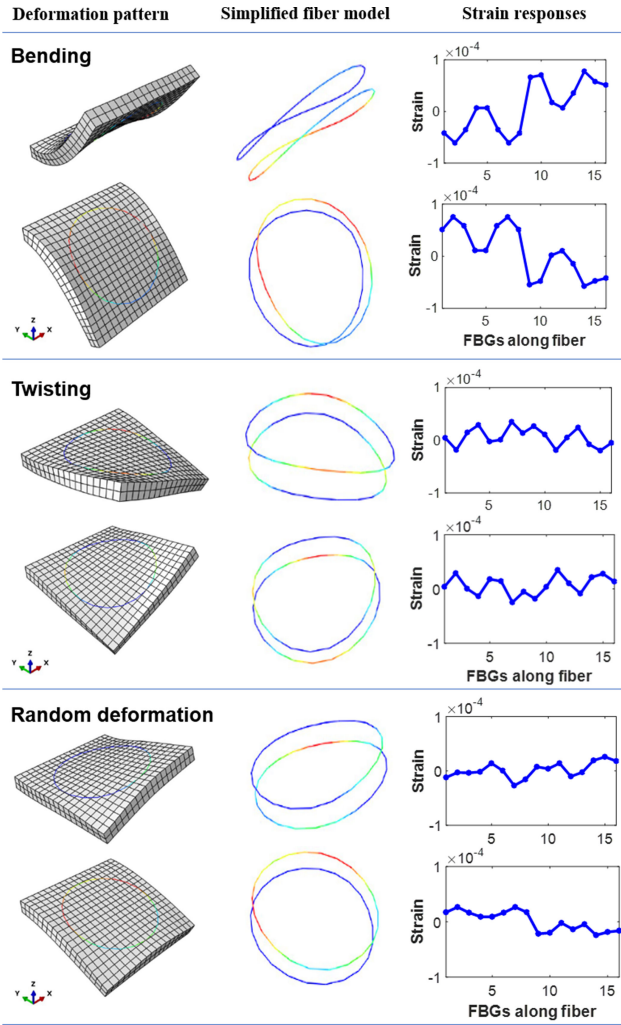 Deformation pattern Simplified fiber model Strain responses
Bending
×10⁻⁴
1
0
-1
Strain
5 10 15
1
0
-1
Strain
5 10 15
FBGs along fiber
Z
Y X
Twisting
×10⁻⁴
1
0
-1
Strain
5 10 15
×10⁻⁴
1
0
-1
Strain
5 10 15
FBGs along fiber
Z
Y X
Random deformation
×10⁻⁴
1
0
-1
Strain
5 10 15
×10⁻⁴
1
0
-1
Strain
5 10 15
FBGs along fiber
Z
Y X